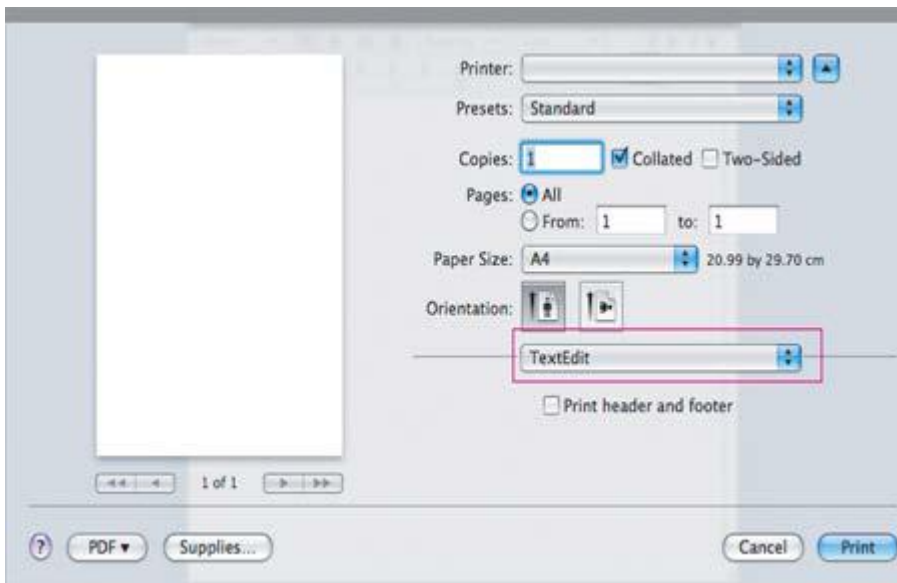 Printer:
Presets: Standard
Copies: 1 Collated Two-Sided
Pages: All
From: 1 to: 1
Paper Size: A4 20.99 by 29.70 cm
Orientation:
TextEdit
Print header and footer
1 of 1
? PDF Supplies... Cancel Print